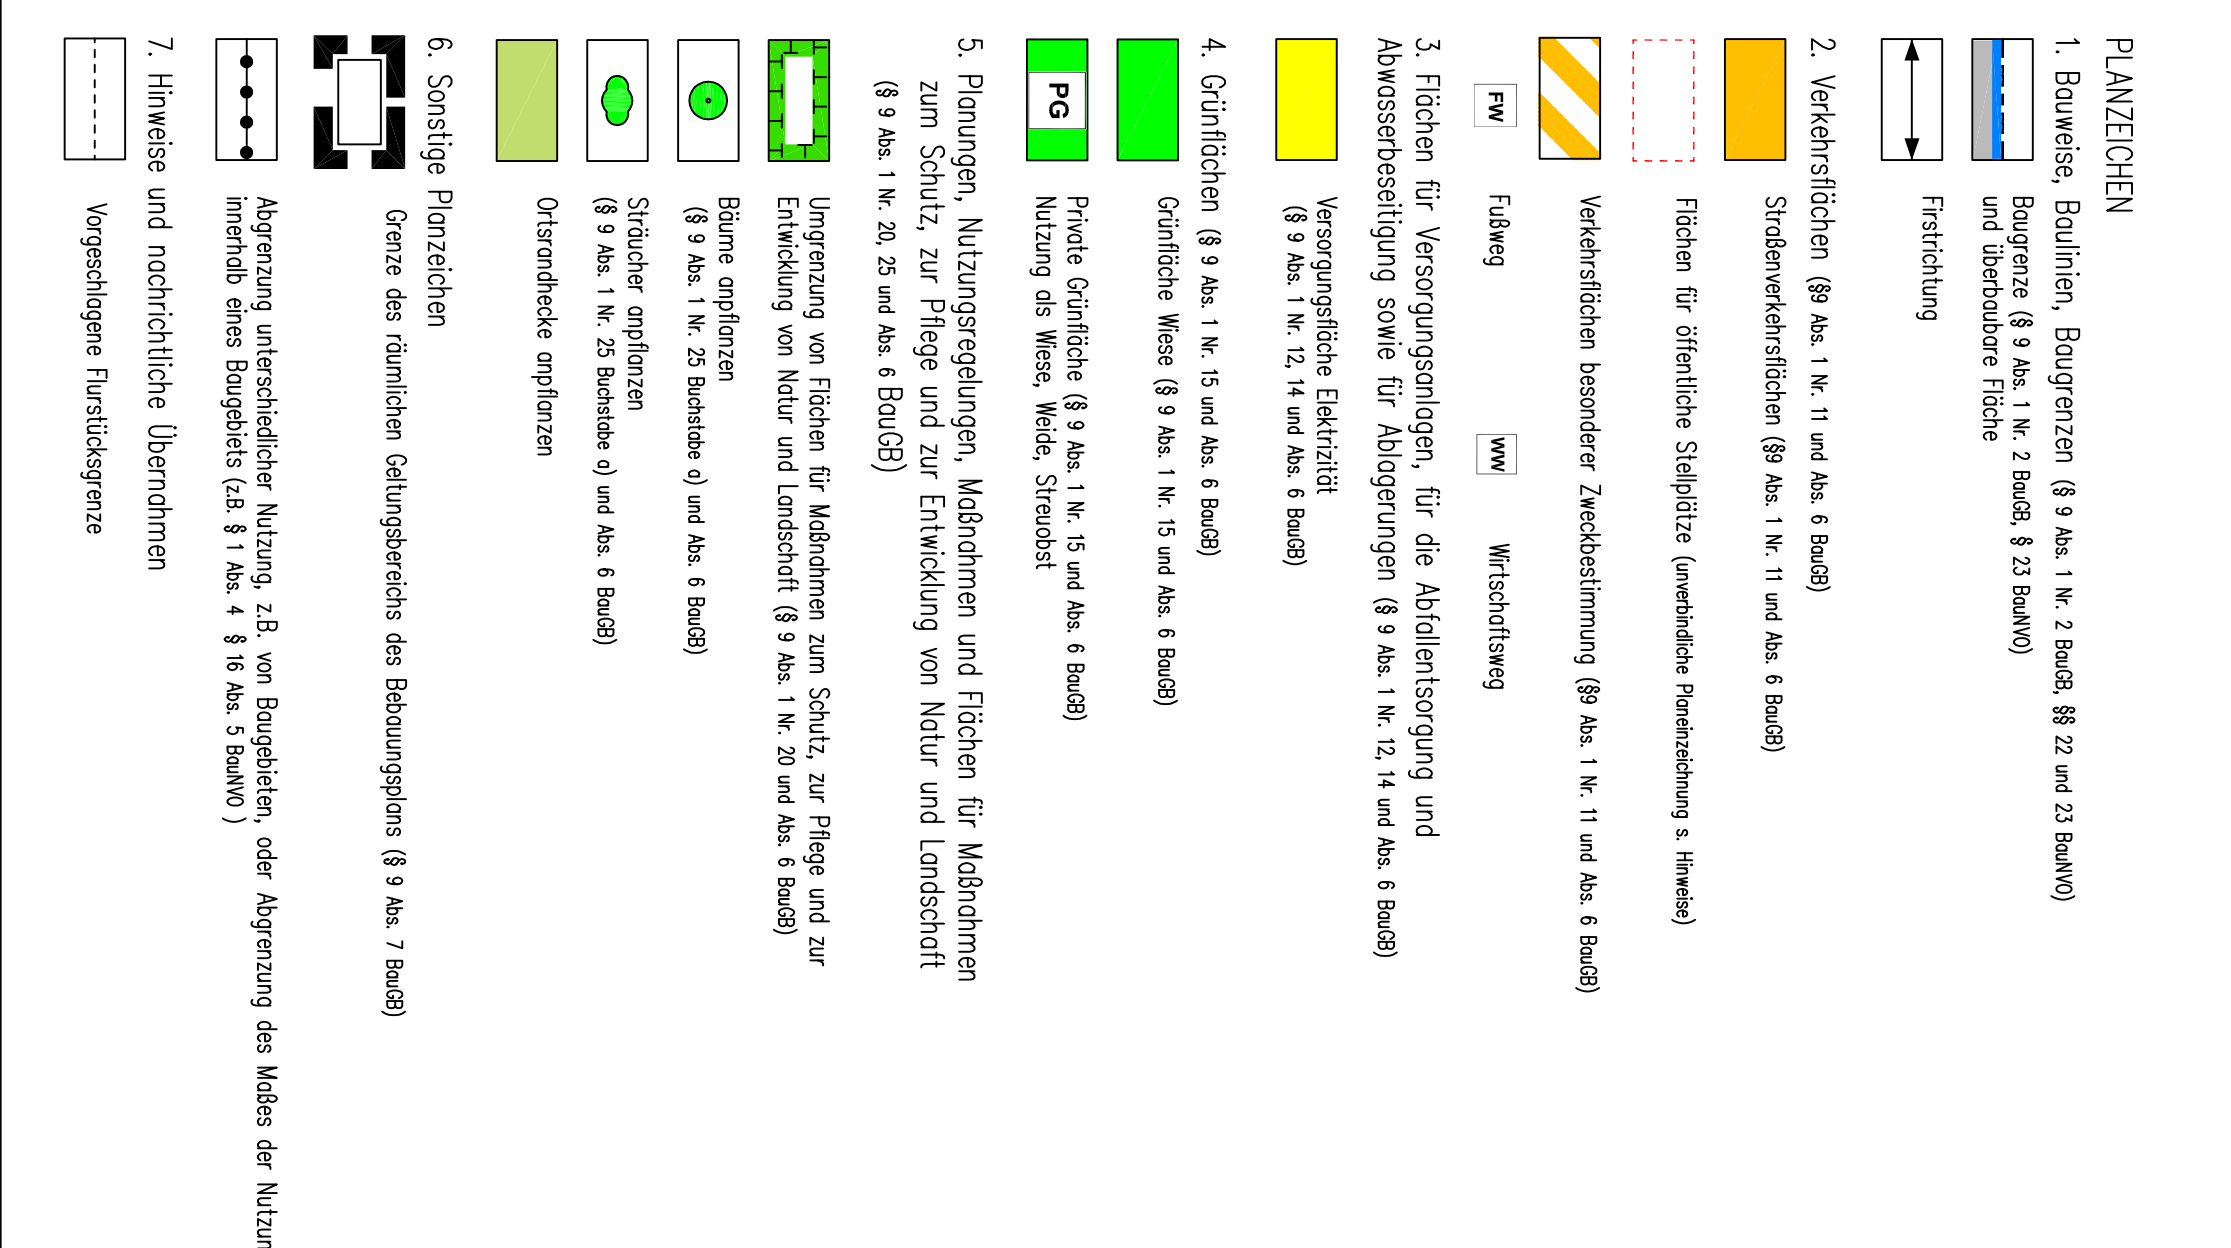 PLANZEICHEN
1. Bauweise, Baulinien, Baugrenzen (§ 9 Abs. 1 Nr. 2 BauGB, §§ 22 und 23 BauNVO)
Baugrenze (§ 9 Abs. 1 Nr. 2 BauGB, § 23 BauNVO)
und überbaubare Fläche
Firstrichtung
2. Verkehrsflächen (§9 Abs. 1 Nr. 11 und Abs. 6 BauGB)
Straßenverkehrsflächen (§9 Abs. 1 Nr. 11 und Abs. 6 BauGB)
Flächen für öffentliche Stellplätze (unverbindliche Planeinzeichnung s. Hinweise)
Verkehrsflächen besonderer Zweckbestimmung (§9 Abs. 1 Nr. 11 und Abs. 6 BauGB)
FW Fußweg WW Wirtschaftsweg
3. Flächen für Versorgungsanlagen, für die Abfallentsorgung und
Abwasserbeseitigung sowie für Ablagerungen (§ 9 Abs. 1 Nr. 12, 14 und Abs. 6 BauGB)
Versorgungsfläche Elektrizität
(§ 9 Abs. 1 Nr. 12, 14 und Abs. 6 BauGB)
4. Grünflächen (§ 9 Abs. 1 Nr. 15 und Abs. 6 BauGB)
Grünfläche Wiese (§ 9 Abs. 1 Nr. 15 und Abs. 6 BauGB)
PG
Private Grünfläche (§ 9 Abs. 1 Nr. 15 und Abs. 6 BauGB)
Nutzung als Wiese, Weide, Streuobst
5. Planungen, Nutzungsregelungen, Maßnahmen und Flächen für Maßnahmen
zum Schutz, zur Pflege und zur Entwicklung von Natur und Landschaft
(§ 9 Abs. 1 Nr. 20, 25 und Abs. 6 BauGB)
Umgrenzung von Flächen für Maßnahmen zum Schutz, zur Pflege und zur
Entwicklung von Natur und Landschaft (§ 9 Abs. 1 Nr. 20 und Abs. 6 BauGB)
Bäume anpflanzen
(§ 9 Abs. 1 Nr. 25 Buchstabe a) und Abs. 6 BauGB)
Sträucher anpflanzen
(§ 9 Abs. 1 Nr. 25 Buchstabe a) und Abs. 6 BauGB)
Ortsrandhecke anpflanzen
6. Sonstige Planzeichen
Grenze des räumlichen Geltungsbereichs des Bebauungsplans (§ 9 Abs. 7 BauGB)
Abgrenzung unterschiedlicher Nutzung, z.B. von Baugebieten, oder Abgrenzung des Maßes der Nutzun
innerhalb eines Baugebiets (z.B. § 1 Abs. 4 § 16 Abs. 5 BauNVO )
7. Hinweise und nachrichtliche Übernahmen
Vorgeschlagene Flurstücksgrenze